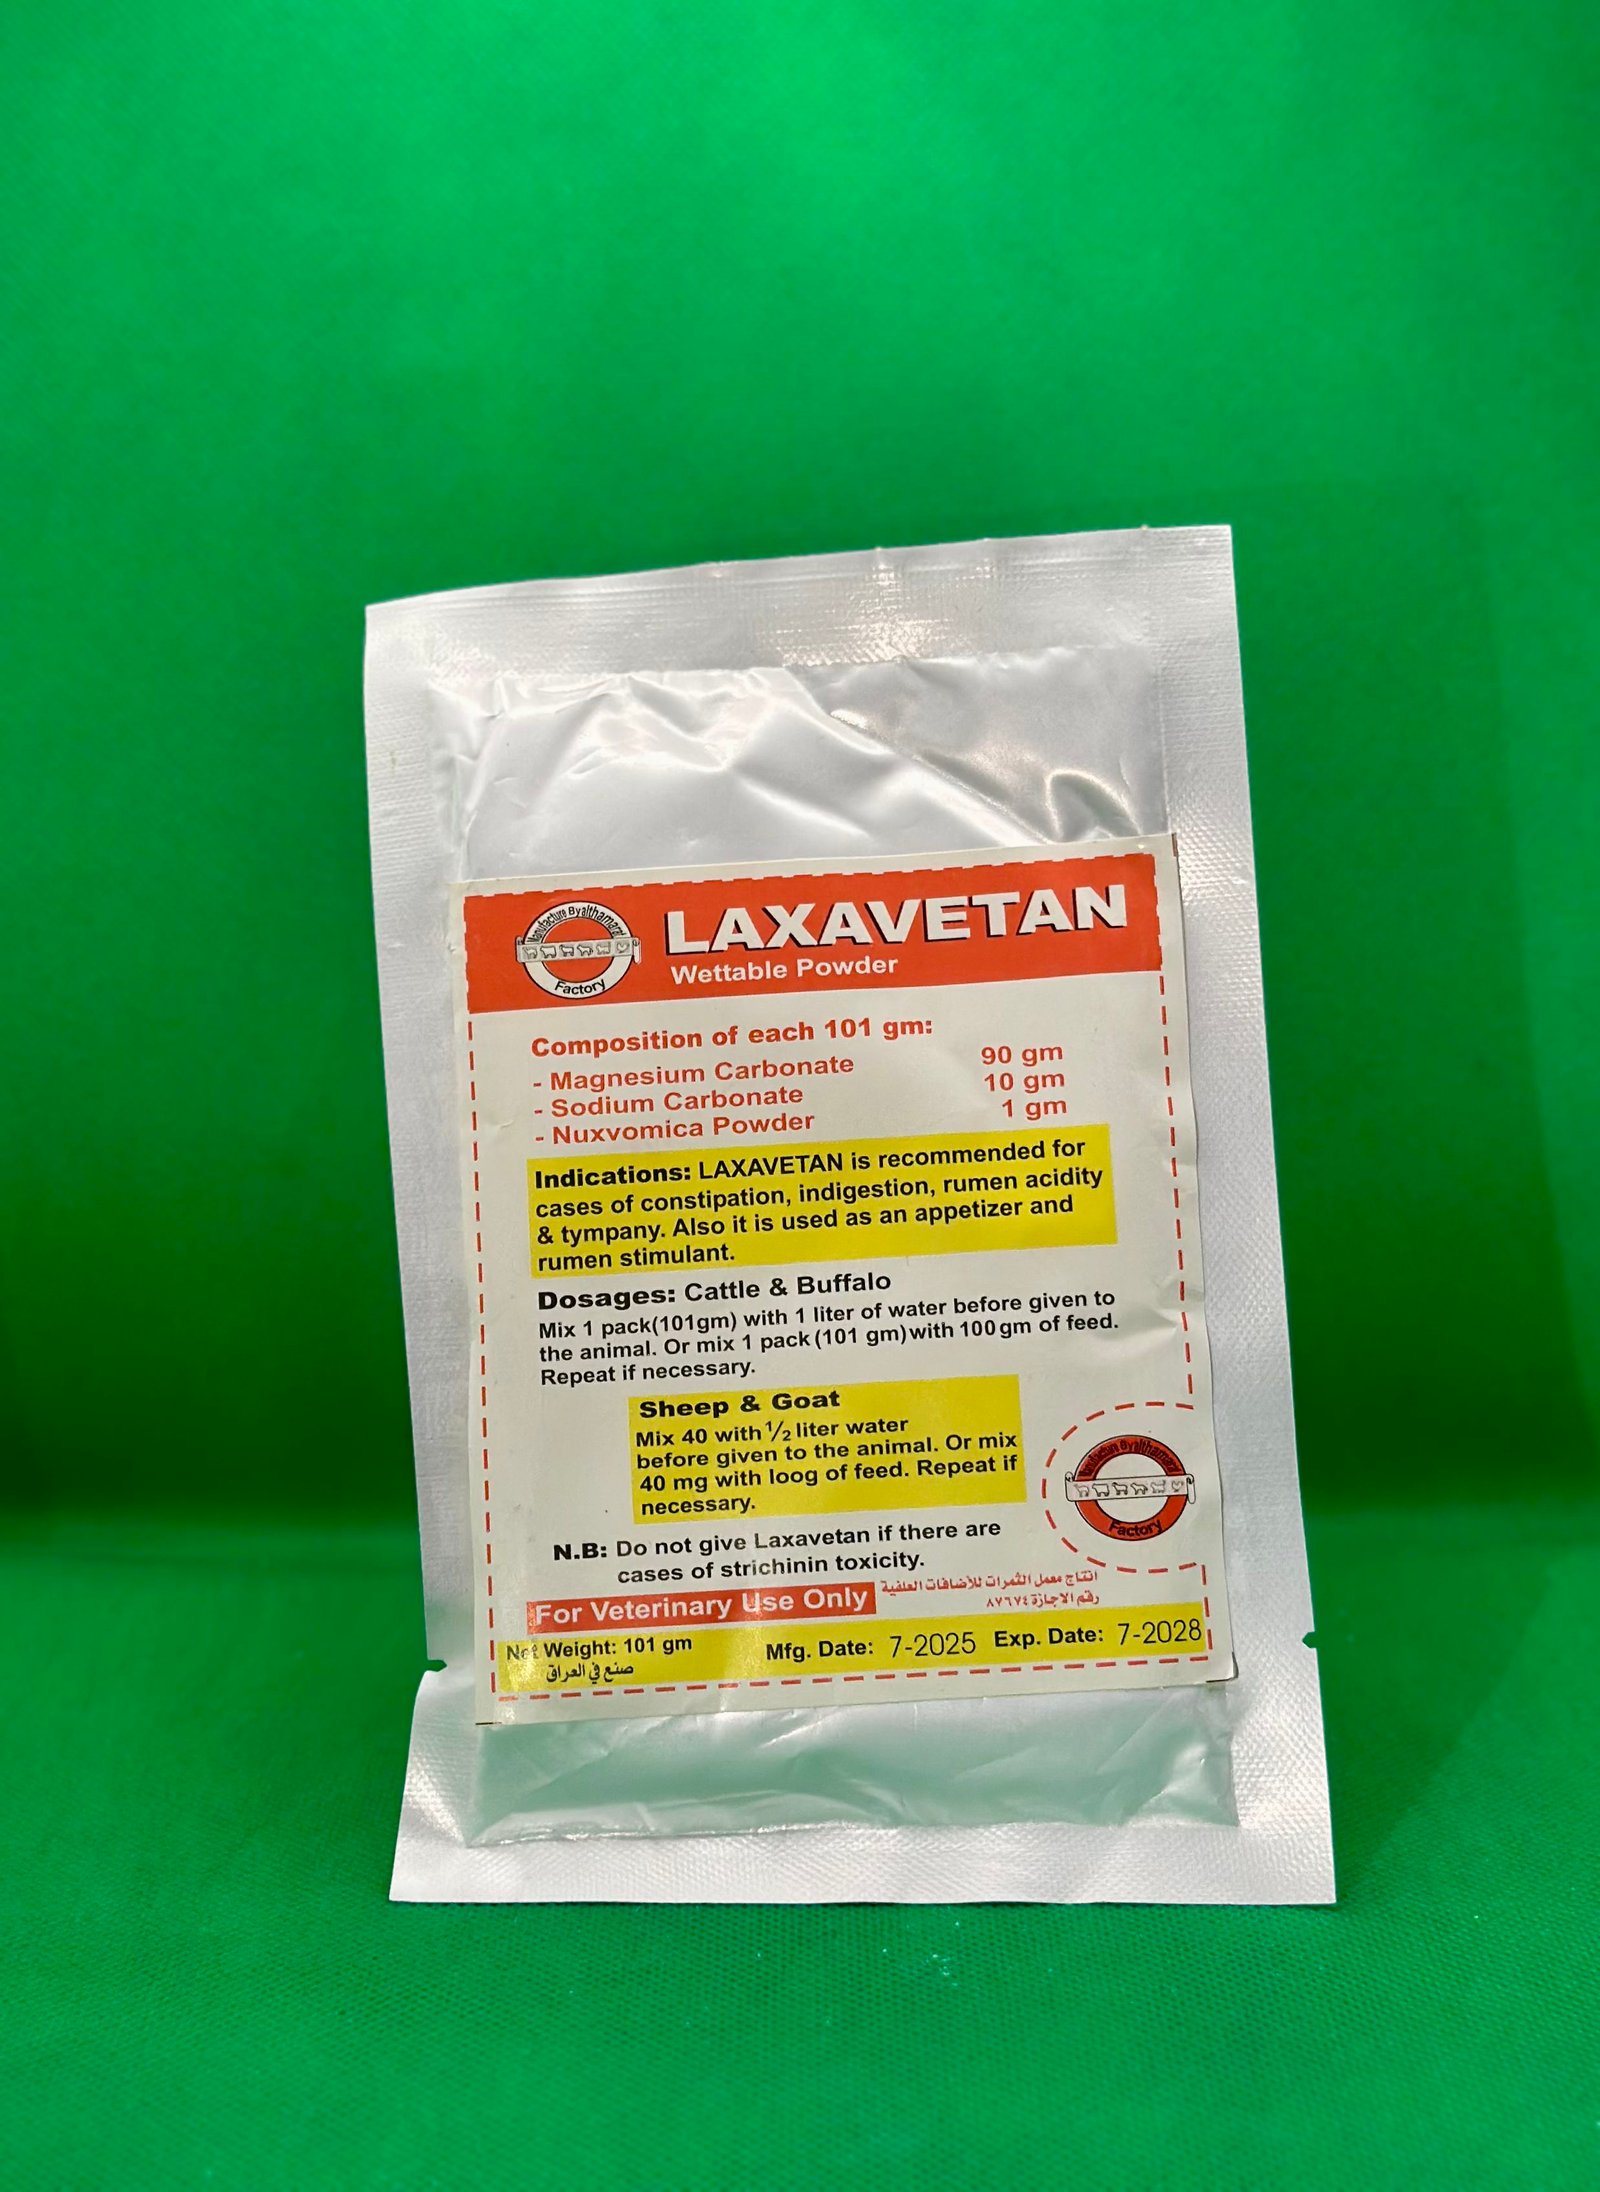 Manufacture Byalthamarat
Factory
LAXAVETAN
Wettable Powder
Composition of each 101 gm:
- Magnesium Carbonate 90 gm
- Sodium Carbonate 10 gm
- Nuxvomica Powder 1 gm
Indications: LAXAVETAN is recommended for
cases of constipation, indigestion, rumen acidity
& tympany. Also it is used as an appetizer and
rumen stimulant.
Dosages: Cattle & Buffalo
Mix 1 pack(101gm) with 1 liter of water before given to
the animal. Or mix 1 pack (101 gm) with 100 gm of feed.
Repeat if necessary.
Sheep & Goat
Mix 40 with ½ liter water
before given to the animal. Or mix
40 mg with loog of feed. Repeat if
necessary.
Manufacture Byalthamarat
Factory
N.B: Do not give Laxavetan if there are
cases of strichinin toxicity.
For Veterinary Use Only
انتاج معمل الثمرات للأضافات العلفية
رقم الاجازة ٨٧٦٧٤
Net Weight: 101 gm
صنع في العراق
Mfg. Date: 7-2025 Exp. Date: 7-2028